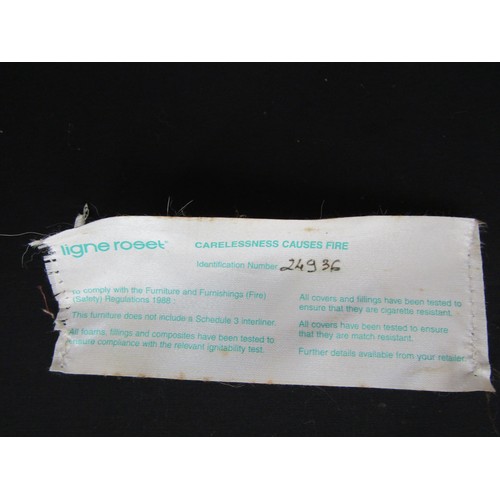 ligne roset
CARELESSNESS CAUSES FIRE
Identification Number 24936
to comply with the Furniture and Furnishings (Fire)
(Safety) Regulations 1988 :
This furniture does not include a Schedule 3 interliner.
All foams, fillings and composites have been tested to
ensure compliance with the relevant ignitability test.
All covers and fillings have been tested to
ensure that they are cigarette resistant.
All covers have been tested to ensure
that they are match resistant.
Further details available from your retailer.